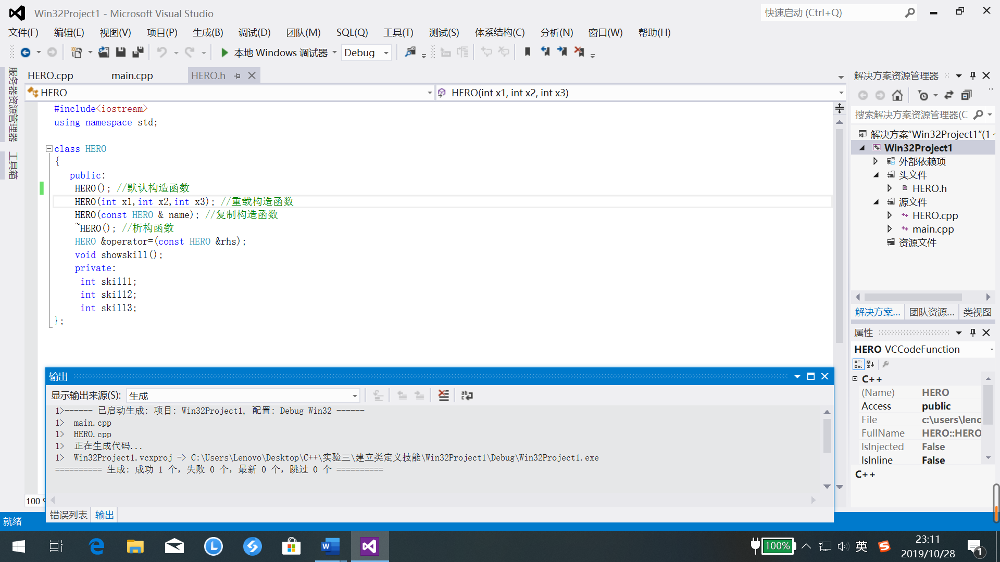 Win32Project1 - Microsoft Visual Studio
快速启动 (Ctrl+Q)
文件(F) 编辑(E) 视图(V) 项目(P) 生成(B) 调试(D) 团队(M) SQL(Q) 工具(T) 测试(S) 体系结构(C) 分析(N) 窗口(W) 帮助(H)
本地 Windows 调试器 Debug
服务器资源管理器
工具箱
HERO.cpp main.cpp HERO.h
HERO HERO(int x1, int x2, int x3)
#include<iostream>
using namespace std;
class HERO
{
public:
HERO(); //默认构造函数
HERO(int x1,int x2,int x3); //重载构造函数
HERO(const HERO & name); //复制构造函数
~HERO(); //析构函数
HERO &operator=(const HERO &rhs);
void showskill();
private:
int skill1;
int skill2;
int skill3;
};
100 %
输出
显示输出来源(S): 生成
1>------ 已启动生成: 项目: Win32Project1, 配置: Debug Win32 ------
1> main.cpp
1> HERO.cpp
1> 正在生成代码...
1> Win32Project1.vcxproj -> C:\Users\Lenovo\Desktop\C++\实验三\建立类定义技能\Win32Project1\Debug\Win32Project1.exe
========== 生成: 成功 1 个，失败 0 个，最新 0 个，跳过 0 个 ==========
错误列表 输出
就绪
解决方案资源管理器
搜索解决方案资源管理器(C
解决方案“Win32Project1”(1
Win32Project1
外部依赖项
头文件
HERO.h
源文件
HERO.cpp
main.cpp
资源文件
解决方案... 团队资源... 类视图
属性
HERO VCCodeFunction
C++
(Name) HERO
Access public
File c:\users\leno
FullName HERO::HERO
IsInjected False
IsInline False
C++
100% 英 23:11
2019/10/28
1